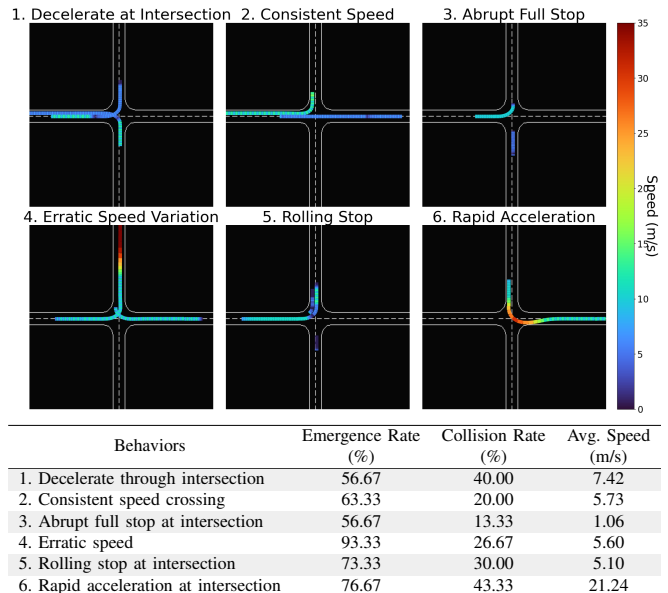 1. Decelerate at Intersection 2. Consistent Speed 3. Abrupt Full Stop
4. Erratic Speed Variation 5. Rolling Stop 6. Rapid Acceleration
35
30
25
20
15
10
5
0
Speed (m/s)
Behaviors Emergence Rate (%) Collision Rate (%) Avg. Speed (m/s)
1. Decelerate through intersection 56.67 40.00 7.42
2. Consistent speed crossing 63.33 20.00 5.73
3. Abrupt full stop at intersection 56.67 13.33 1.06
4. Erratic speed 93.33 26.67 5.60
5. Rolling stop at intersection 73.33 30.00 5.10
6. Rapid acceleration at intersection 76.67 43.33 21.24